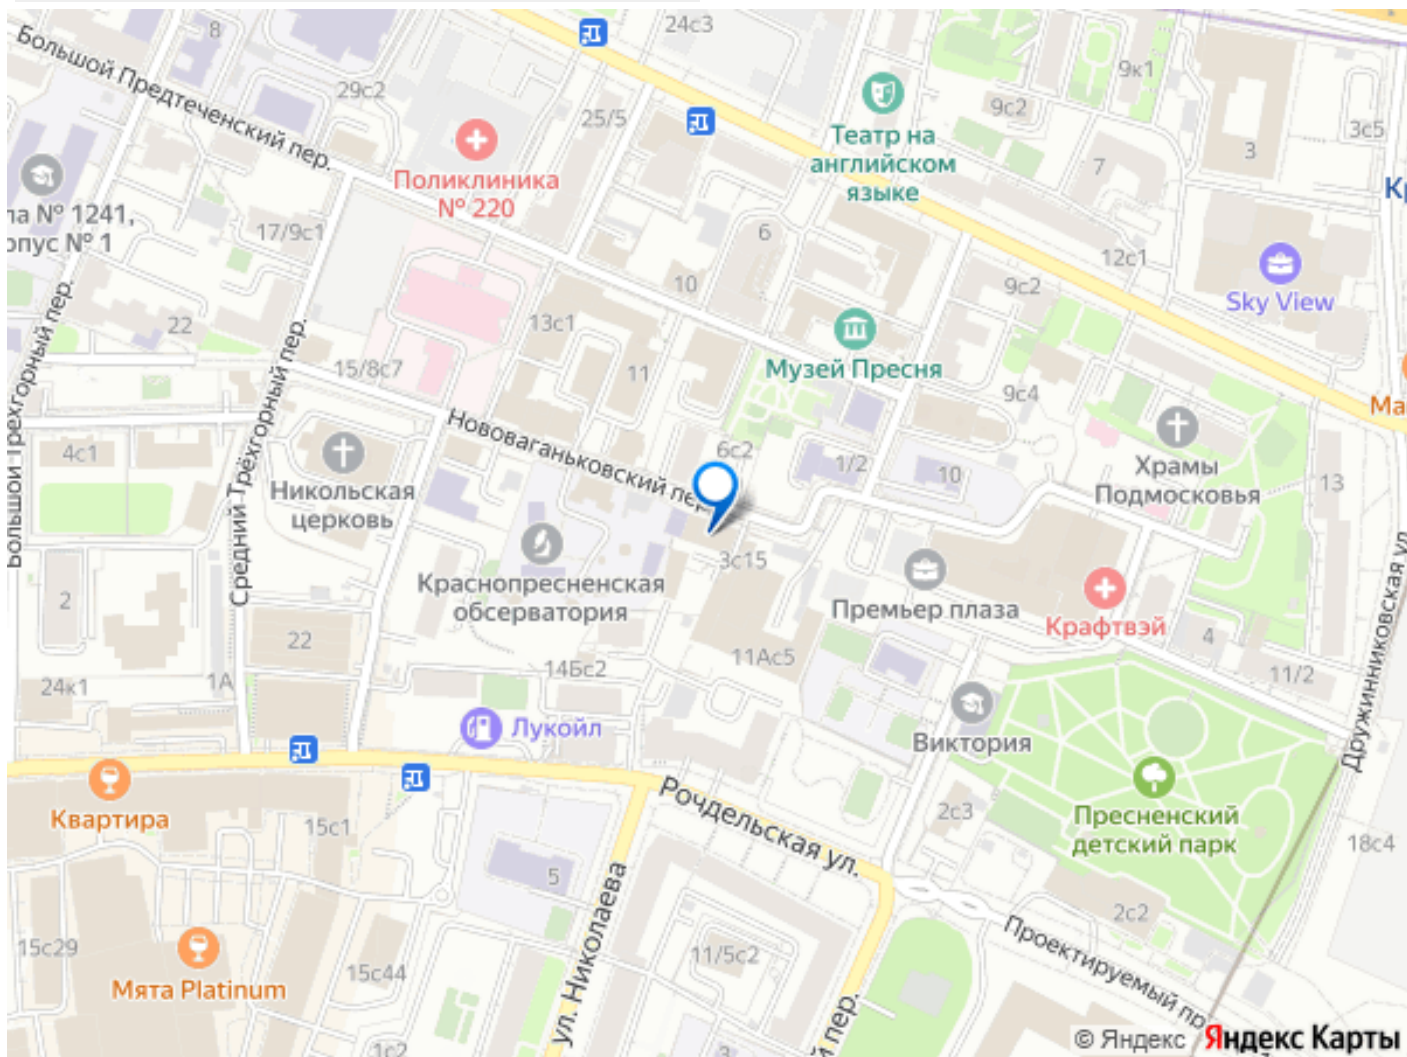 24с3
8
Большой Предтеченский пер.
29с2
25/5
9к1
9с2
3с5
3
7
Театр на
английском
языке
Поликлиника
№ 220
ла № 1241,
рпус № 1
17/9с1
6
12с1
Кр
10
9с2
Sky View
13с1
22
15/8с7
11
Музей Пресня
9с4
Ма
Большой Трёхгорный пер.
Средний Трёхгорный пер.
Нововаганьковский пер.
4с1
6с2
1/2
10
Храмы
Подмосковья
13
Никольская
церковь
3с15
Краснопресненская
обсерватория
2
Премьер плаза
Крафтвэй
22
4
11Ас5
14Бс2
11/2
24к1
1А
Дружинниковская ул.
Лукойл
Виктория
Квартира
15с1
Рочдельская ул.
2с3
Пресненский
детский парк
18с4
5
ул. Николаева
2с2
15с29
Мята Platinum
15с44
11/5с2
Проектируемый пр
й пер.
1с2
3
© Яндекс Яндекс Карты